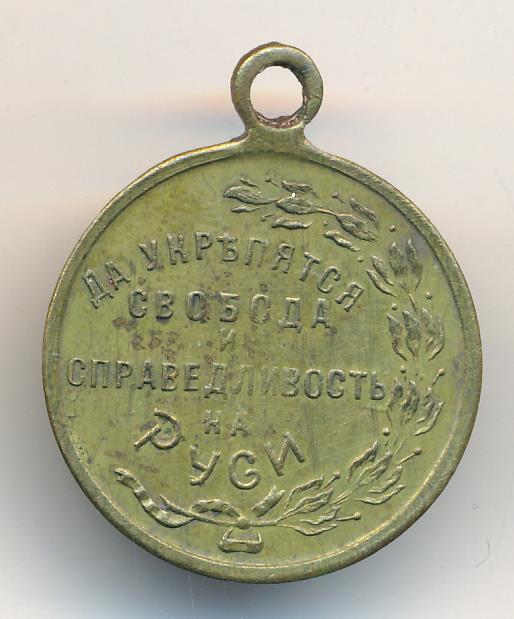 ДА УКРѢПЯТСЯ
СВОБОДА
И
СПРАВЕДЛИВОСТЬ
НА
РУСИ